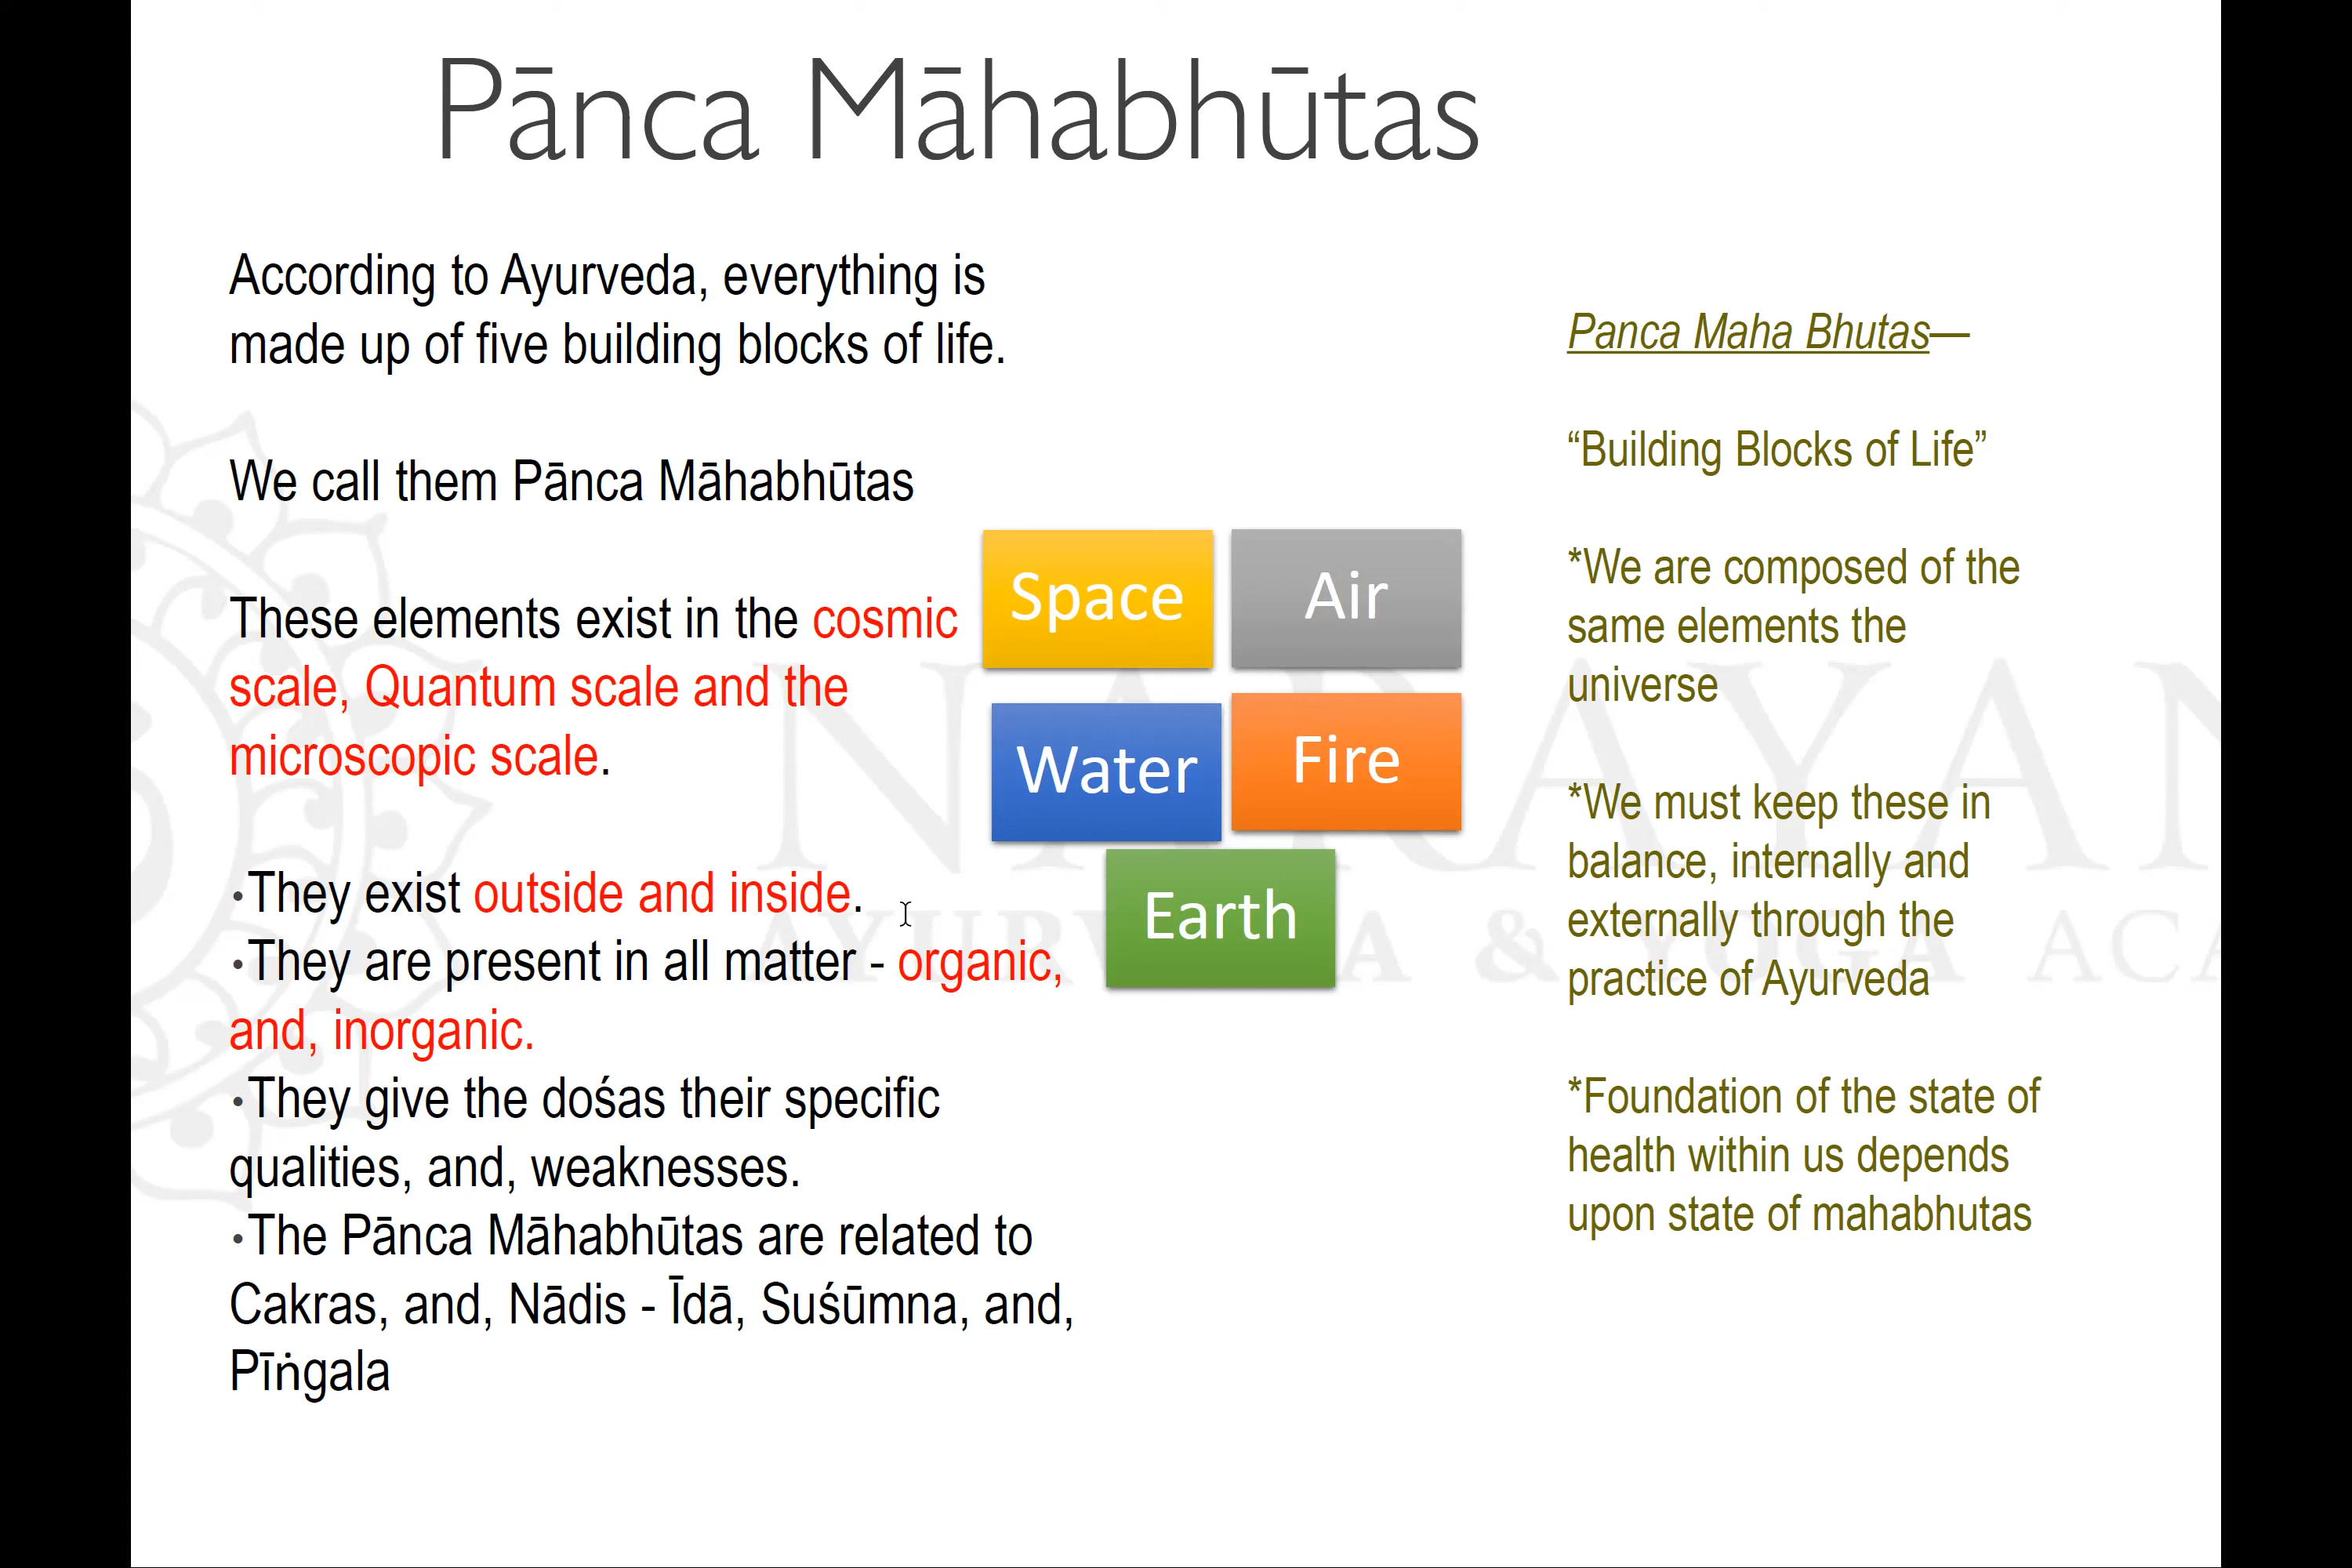 Pānca Māhabhūtas
According to Ayurveda, everything is
made up of five building blocks of life.
We call them Pānca Māhabhūtas
These elements exist in the cosmic
scale, Quantum scale and the
microscopic scale.
•They exist outside and inside.
•They are present in all matter - organic,
and, inorganic.
•They give the dośas their specific
qualities, and, weaknesses.
•The Pānca Māhabhūtas are related to
Cakras, and, Nādis - Īdā, Suśūmna, and,
Pīṅgala
Space
Air
Water
Fire
Earth
Panca Maha Bhutas—
“Building Blocks of Life”
*We are composed of the
same elements the
universe
*We must keep these in
balance, internally and
externally through the
practice of Ayurveda
*Foundation of the state of
health within us depends
upon state of mahabhutas